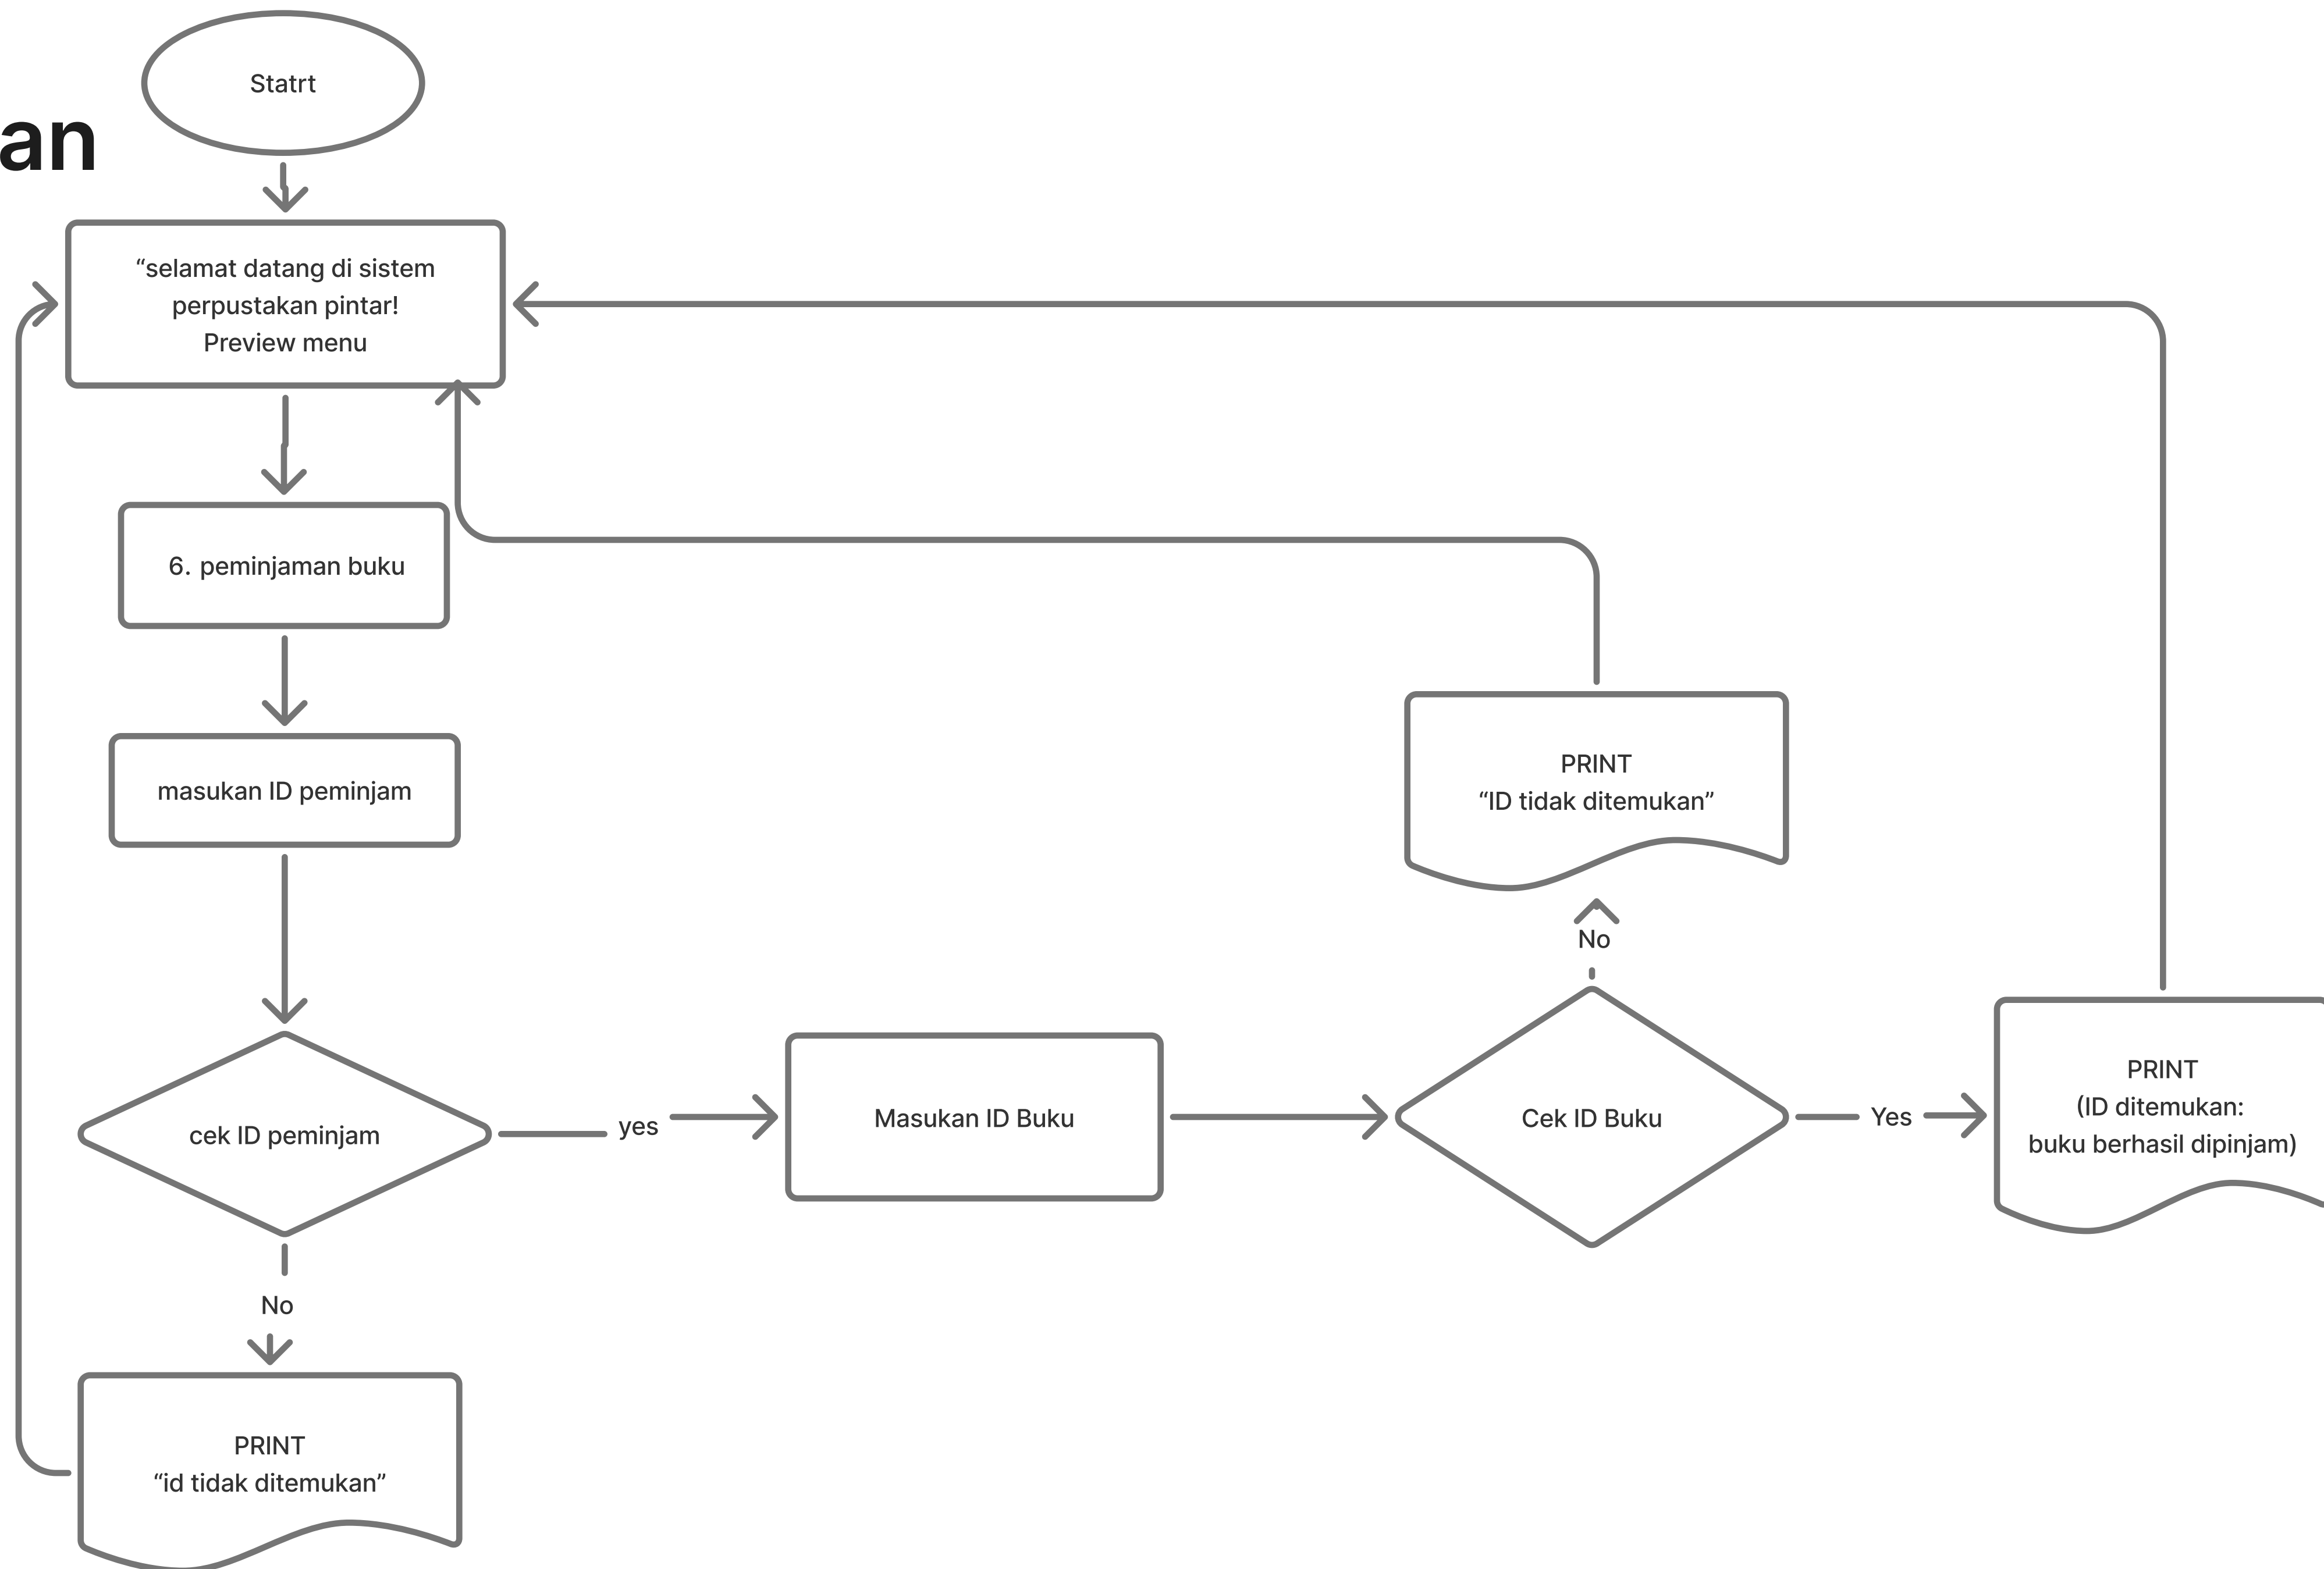 Statrt
an
“selamat datang di sistem
perpustakan pintar!
Preview menu
6. peminjaman buku
masukan ID peminjam
PRINT
“ID tidak ditemukan”
No
cek ID peminjam
yes
Masukan ID Buku
Cek ID Buku
Yes
PRINT
(ID ditemukan:
buku berhasil dipinjam)
No
PRINT
“id tidak ditemukan”